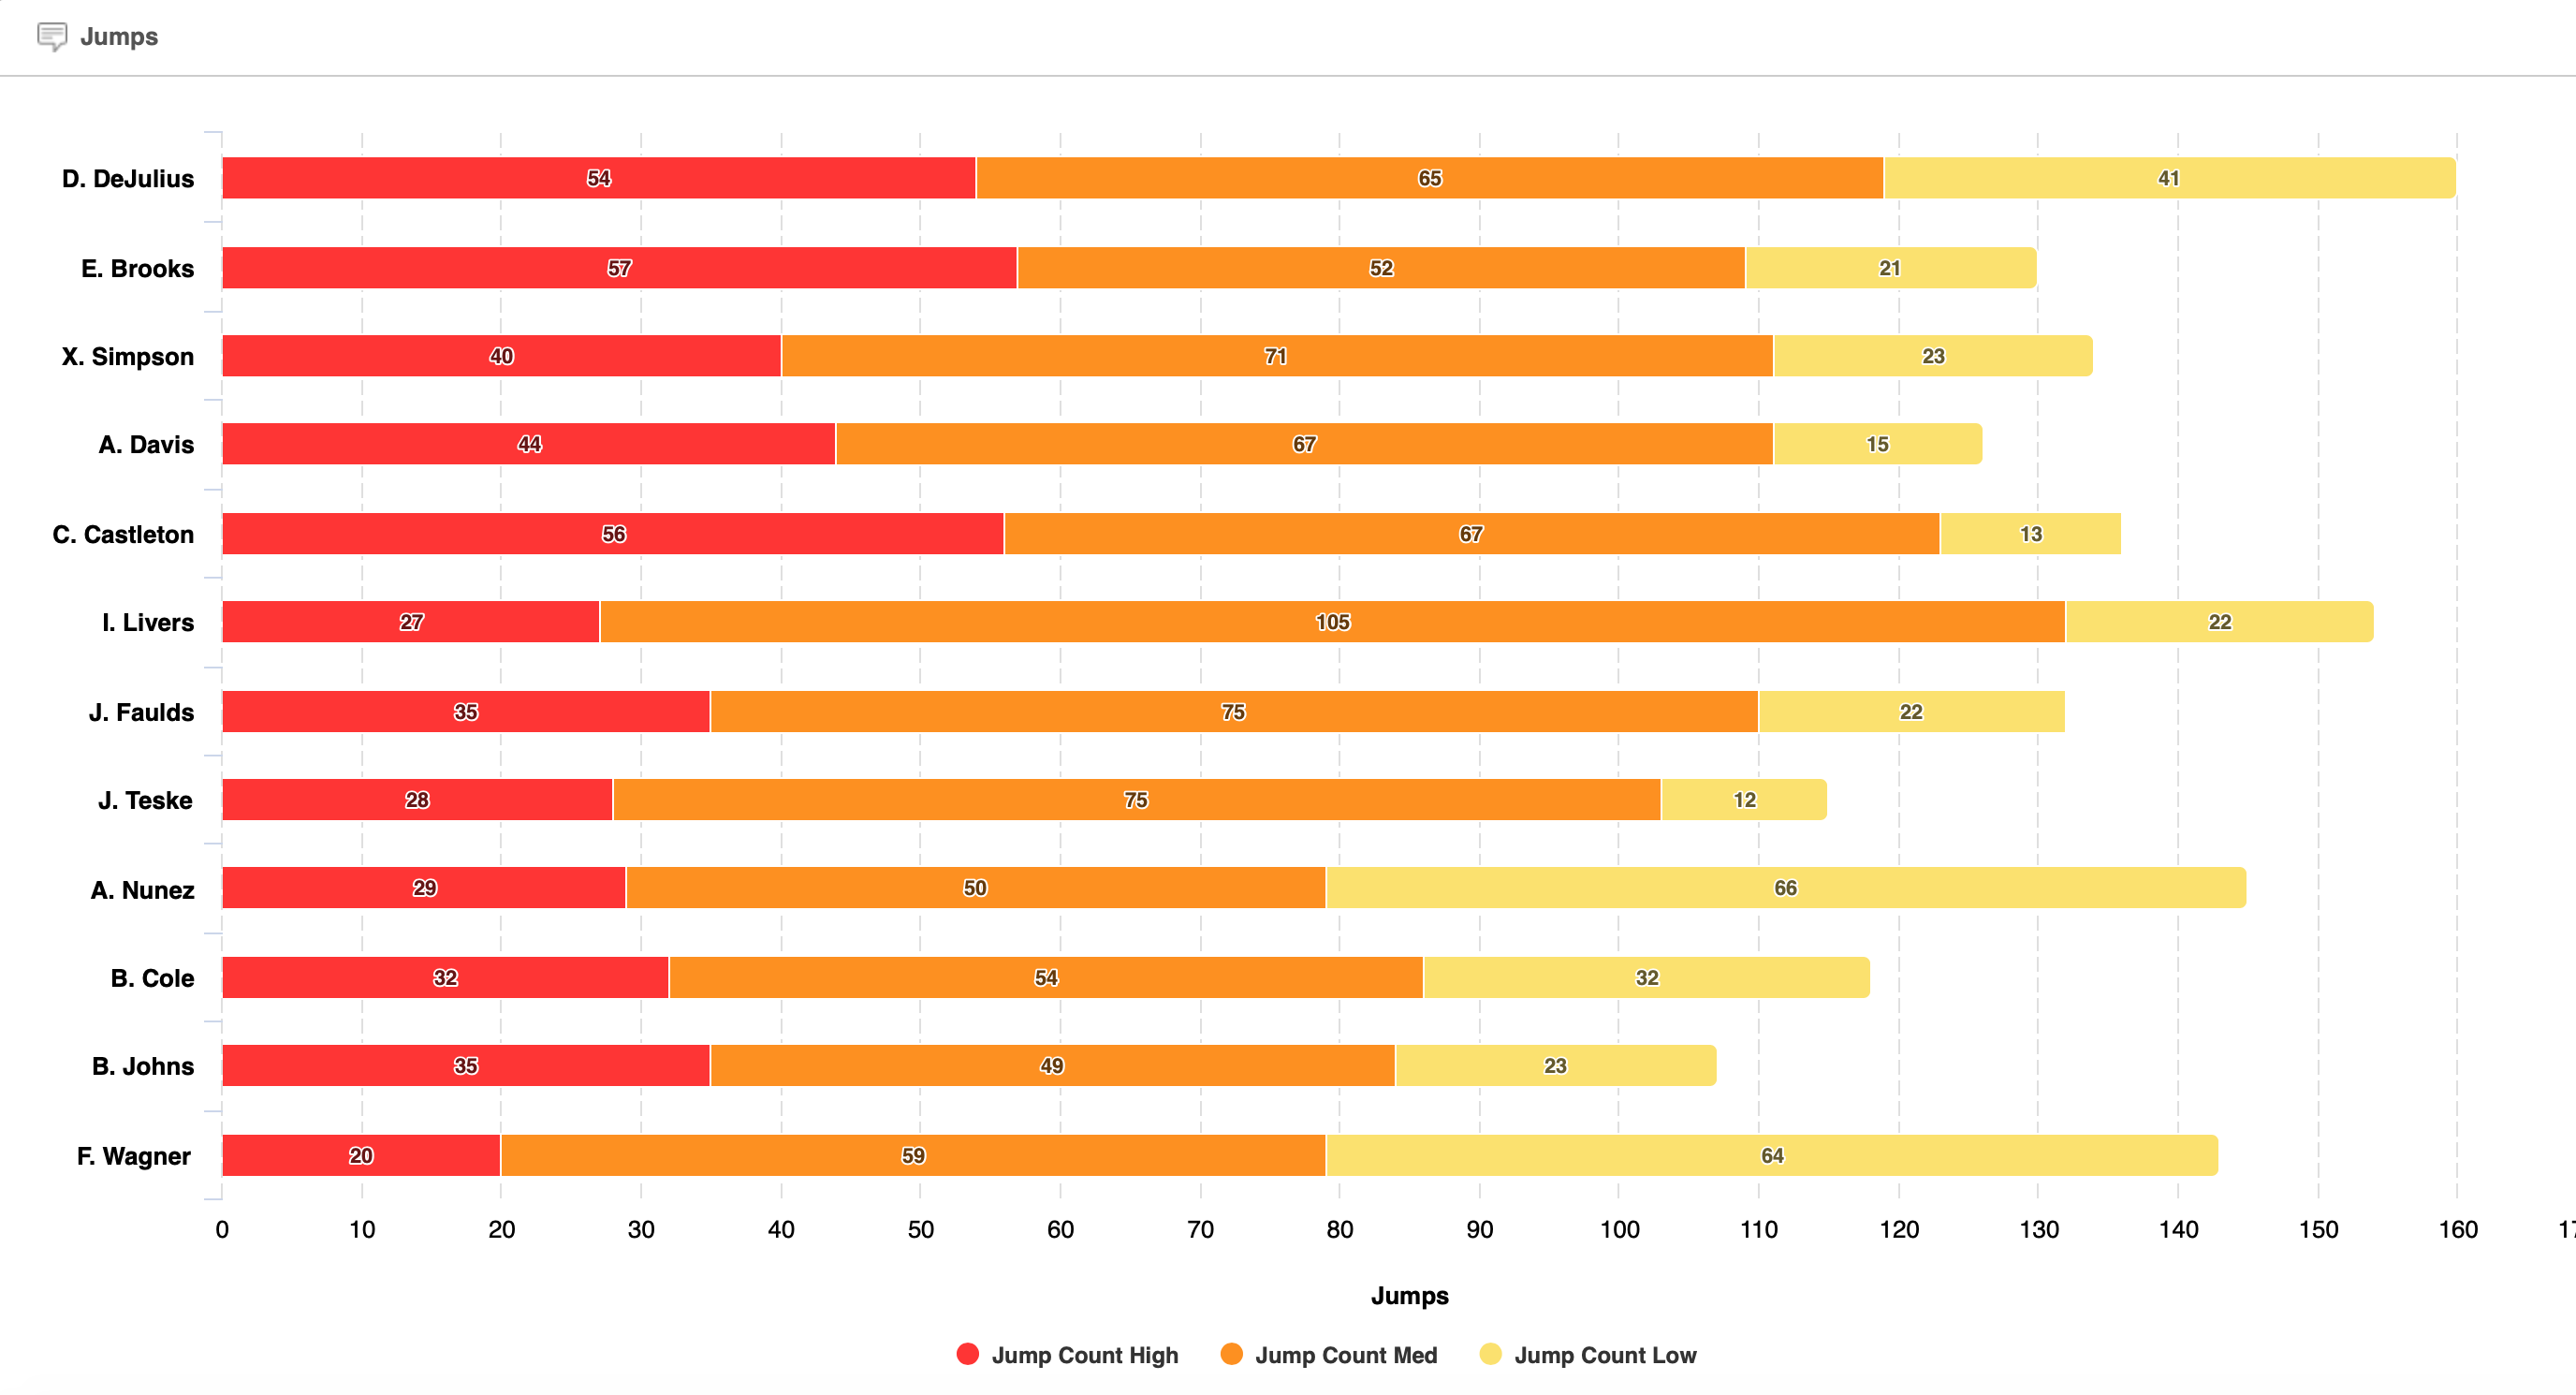 Jumps
D. DeJulius 54 65 41
E. Brooks 57 52 21
X. Simpson 40 71 23
A. Davis 44 67 15
C. Castleton 56 67 13
I. Livers 27 105 22
J. Faulds 35 75 22
J. Teske 28 75 12
A. Nunez 29 50 66
B. Cole 32 54 32
B. Johns 35 49 23
F. Wagner 20 59 64
0 10 20 30 40 50 60 70 80 90 100 110 120 130 140 150 160
Jumps
Jump Count High Jump Count Med Jump Count Low